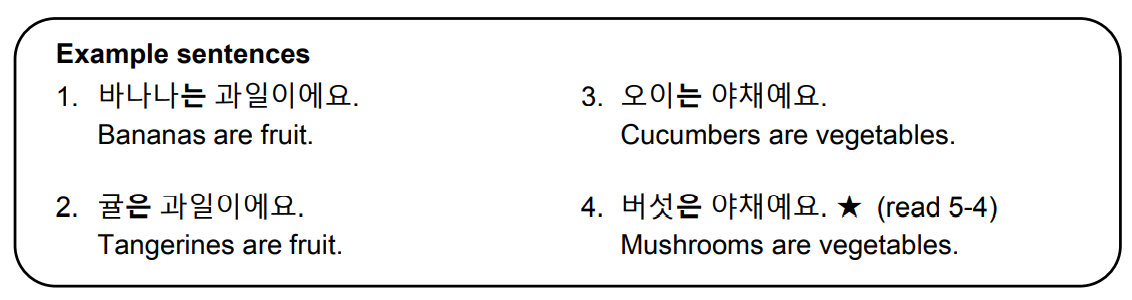 Example sentences
1. 바나나는 과일이에요.
Bananas are fruit.
2. 귤은 과일이에요.
Tangerines are fruit.
3. 오이는 야채예요.
Cucumbers are vegetables.
4. 버섯은 야채예요. ★ (read 5-4)
Mushrooms are vegetables.